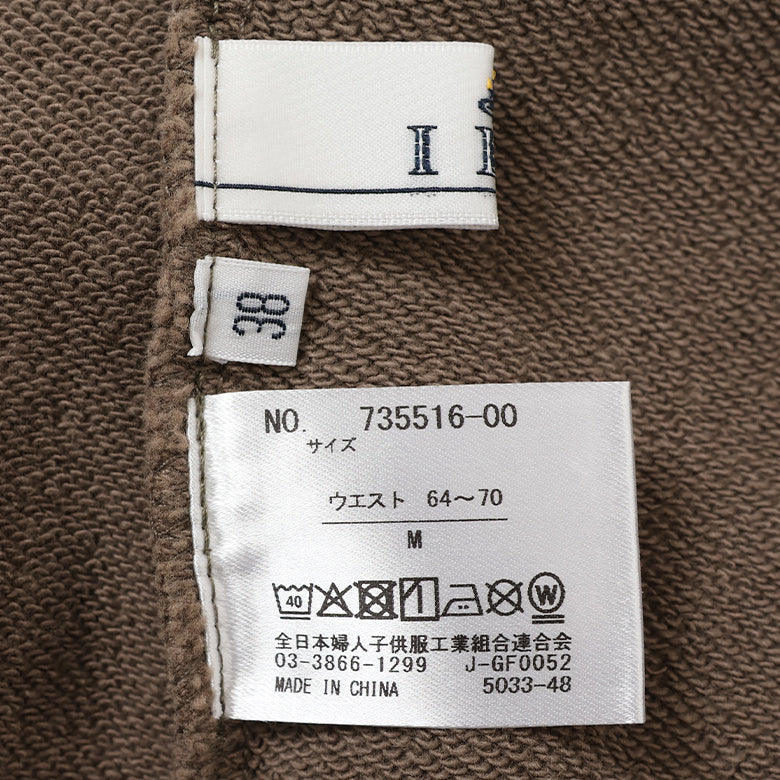 I
38
NO. 735516-00
サイズ
ウエスト 64～70
M
40
W
全日本婦人子供服工業組合連合会
03-3866-1299 J-GF0052
MADE IN CHINA 5033-48